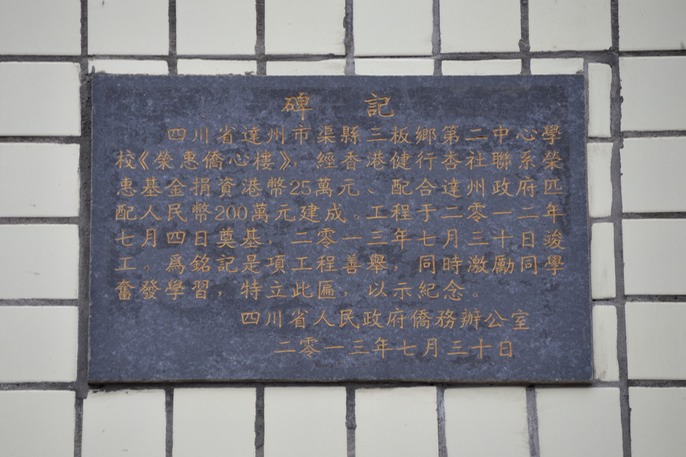 碑 記
四川省達州市渠縣三板鄉第二中心學
校《榮惠僑心樓》，經香港健行杏社聯系榮
惠基金捐資港幣25萬元、配合達州政府匹
配人民幣200萬元建成。工程于二零一二年
七月四日奠基，二零一三年七月三十日竣
工。爲銘記是項工程善舉，同時激勵同學
奮發學習，特立此匾，以示紀念。
四川省人民政府僑務辦公室
二零一三年七月三十日